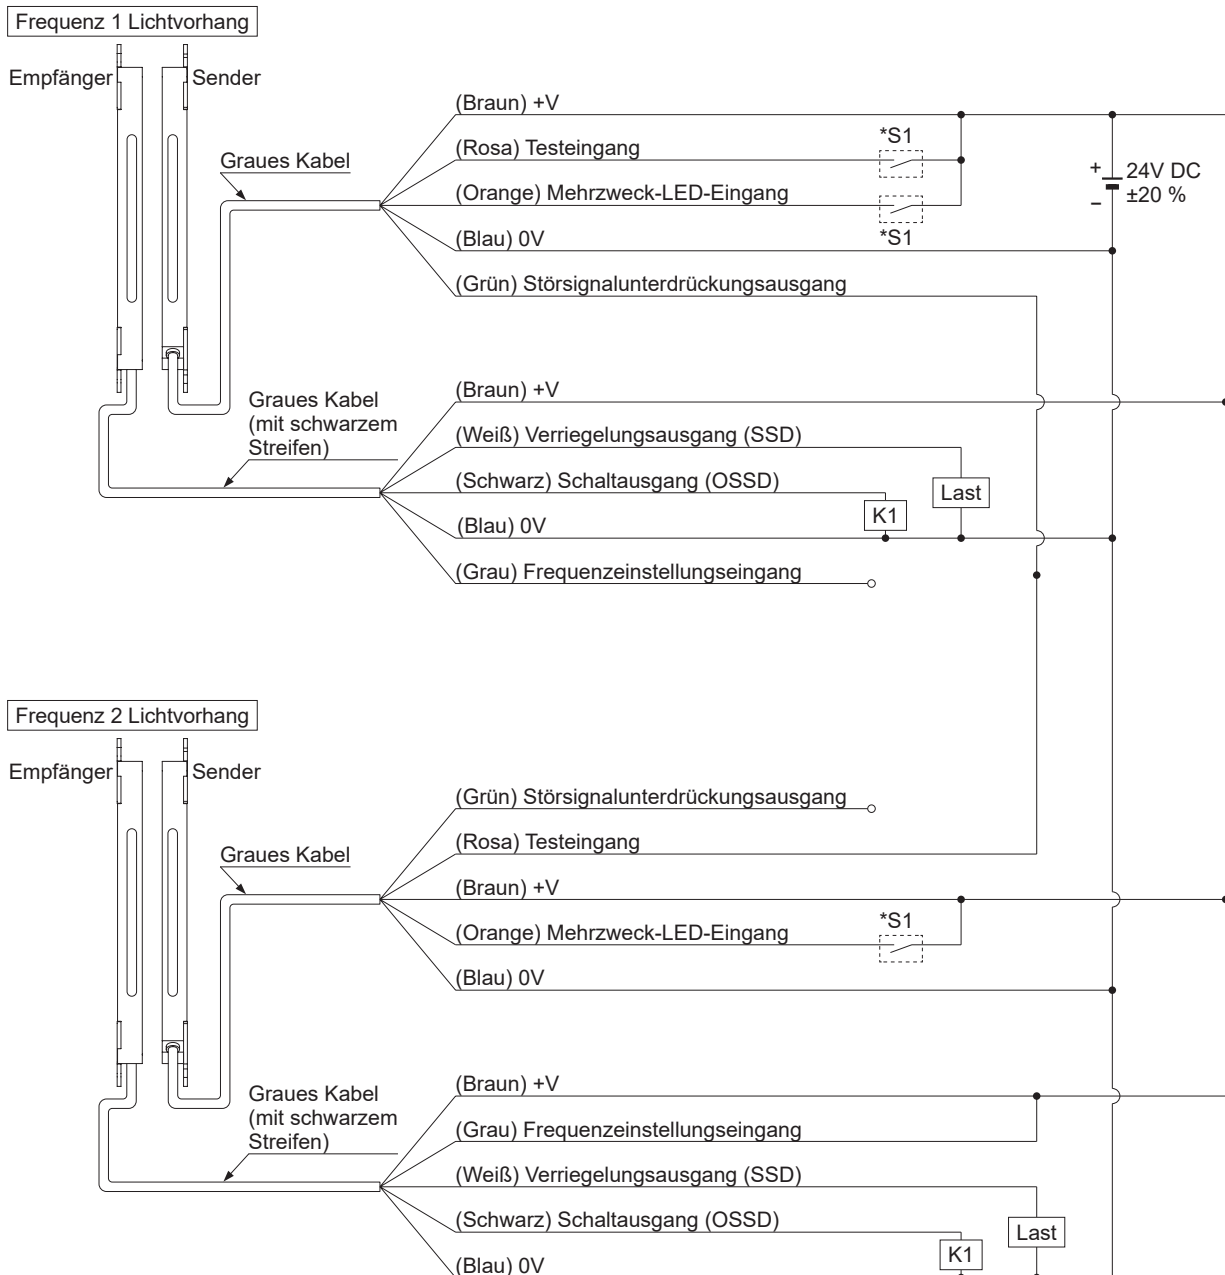 Frequenz 1 Lichtvorhang
Empfänger
Sender
(Braun) +V
*S1
(Rosa) Testeingang
Graues Kabel
+
24V DC
±20 %
−
(Orange) Mehrzweck-LED-Eingang
*S1
(Blau) 0V
(Grün) Störsignalunterdrückungsausgang
(Braun) +V
Graues Kabel
(mit schwarzem
Streifen)
(Weiß) Verriegelungsausgang (SSD)
(Schwarz) Schaltausgang (OSSD)
Last
K1
(Blau) 0V
(Grau) Frequenzeinstellungseingang
Frequenz 2 Lichtvorhang
Empfänger
Sender
(Grün) Störsignalunterdrückungsausgang
(Rosa) Testeingang
Graues Kabel
(Braun) +V
*S1
(Orange) Mehrzweck-LED-Eingang
(Blau) 0V
(Braun) +V
Graues Kabel
(mit schwarzem
Streifen)
(Grau) Frequenzeinstellungseingang
(Weiß) Verriegelungsausgang (SSD)
(Schwarz) Schaltausgang (OSSD)
Last
K1
(Blau) 0V